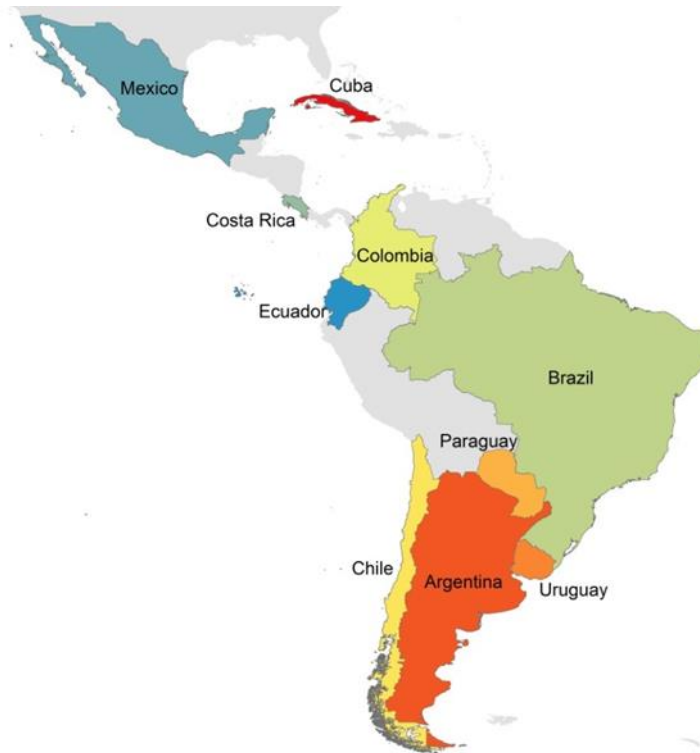 Mexico
Cuba
Costa Rica
Colombia
Ecuador
Brazil
Paraguay
Chile
Argentina
Uruguay